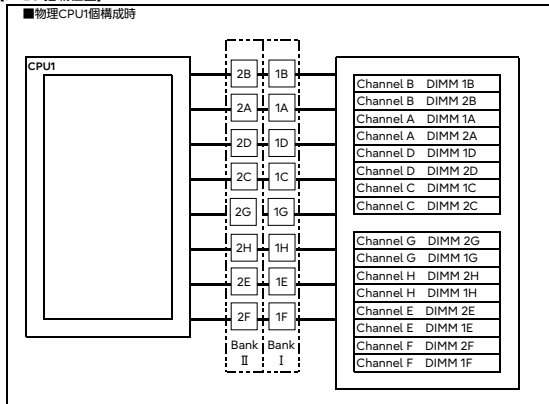 ■物理CPU1個構成時
CPU1
2B 1B
2A 1A
2D 1D
2C 1C
2G 1G
2H 1H
2E 1E
2F 1F
Bank Bank
Ⅱ Ⅰ
Channel B DIMM 1B
Channel B DIMM 2B
Channel A DIMM 1A
Channel A DIMM 2A
Channel D DIMM 1D
Channel D DIMM 2D
Channel C DIMM 1C
Channel C DIMM 2C
Channel G DIMM 2G
Channel G DIMM 1G
Channel H DIMM 2H
Channel H DIMM 1H
Channel E DIMM 2E
Channel E DIMM 1E
Channel F DIMM 2F
Channel F DIMM 1F